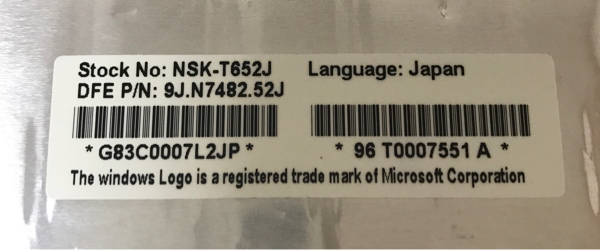 Stock No: NSK-T652J Language: Japan
DFE P/N: 9J.N7482.52J
*G83C0007L2JP* * 96 T0007551 A *
The windows Logo is a registered trade mark of Microsoft Corporation